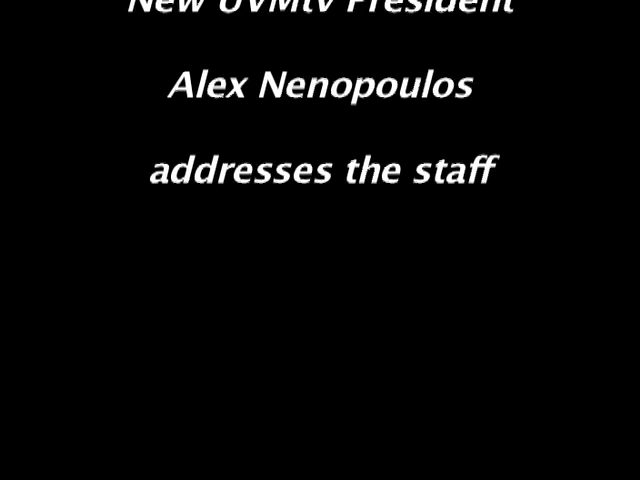 New UVMtv President
Alex Nenopoulos
addresses the staff